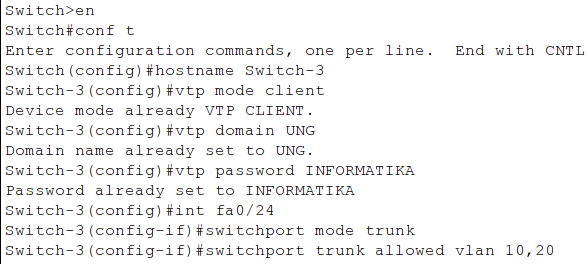 Switch>en
Switch#conf t
Enter configuration commands, one per line.  End with CNTL
Switch(config)#hostname Switch-3
Switch-3(config)#vtp mode client
Device mode already VTP CLIENT.
Switch-3(config)#vtp domain UNG
Domain name already set to UNG.
Switch-3(config)#vtp password INFORMATIKA
Password already set to INFORMATIKA
Switch-3(config)#int fa0/24
Switch-3(config-if)#switchport mode trunk
Switch-3(config-if)#switchport trunk allowed vlan 10,20